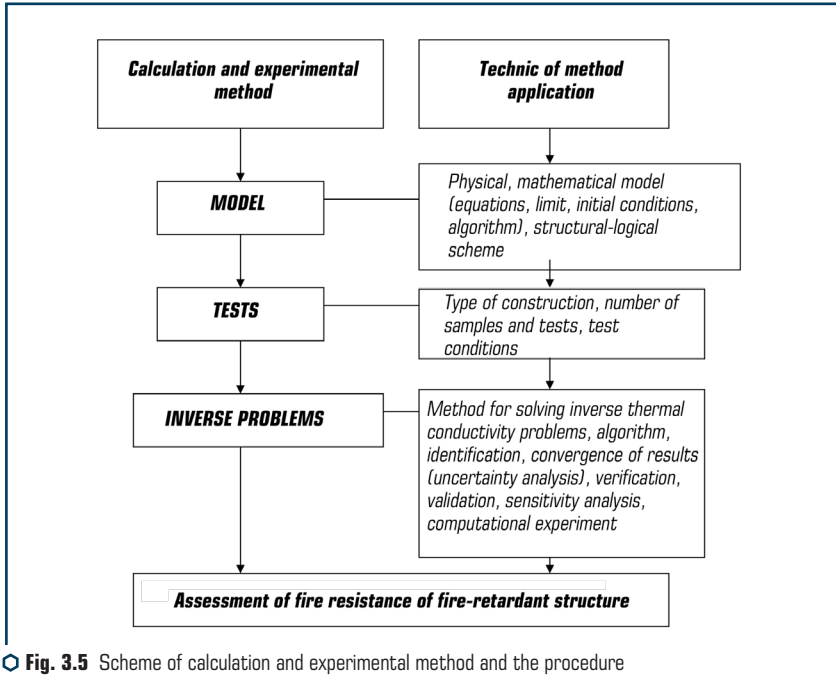 Calculation and experimental
method
Technic of method
application
MODEL
Physical, mathematical model
(equations, limit, initial conditions,
algorithm), structural-logical
scheme
TESTS
Type of construction, number of
samples and tests, test
conditions
INVERSE PROBLEMS
Method for solving inverse thermal
conductivity problems, algorithm,
identification, convergence of results
(uncertainty analysis), verification,
validation, sensitivity analysis,
computational experiment
Assessment of fire resistance of fire-retardant structure
Fig. 3.5 Scheme of calculation and experimental method and the procedure